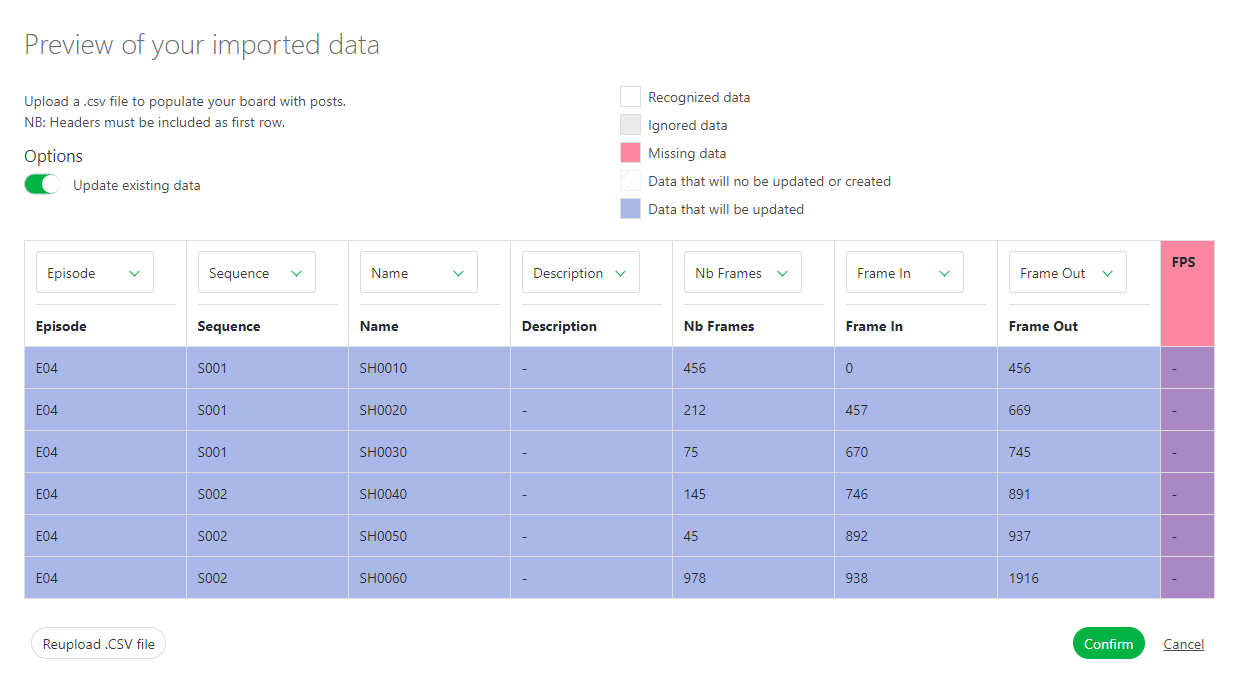 Preview of your imported data
Upload a .csv file to populate your board with posts.
NB: Headers must be included as first row.
Options
Update existing data
Recognized data
Ignored data
Missing data
Data that will no be updated or created
Data that will be updated
Episode Sequence Name Description Nb Frames Frame In Frame Out FPS
Episode Sequence Name Description Nb Frames Frame In Frame Out
E04 S001 SH0010 - 456 0 456 -
E04 S001 SH0020 - 212 457 669 -
E04 S001 SH0030 - 75 670 745 -
E04 S002 SH0040 - 145 746 891 -
E04 S002 SH0050 - 45 892 937 -
E04 S002 SH0060 - 978 938 1916 -
Reupload .CSV file
Confirm Cancel